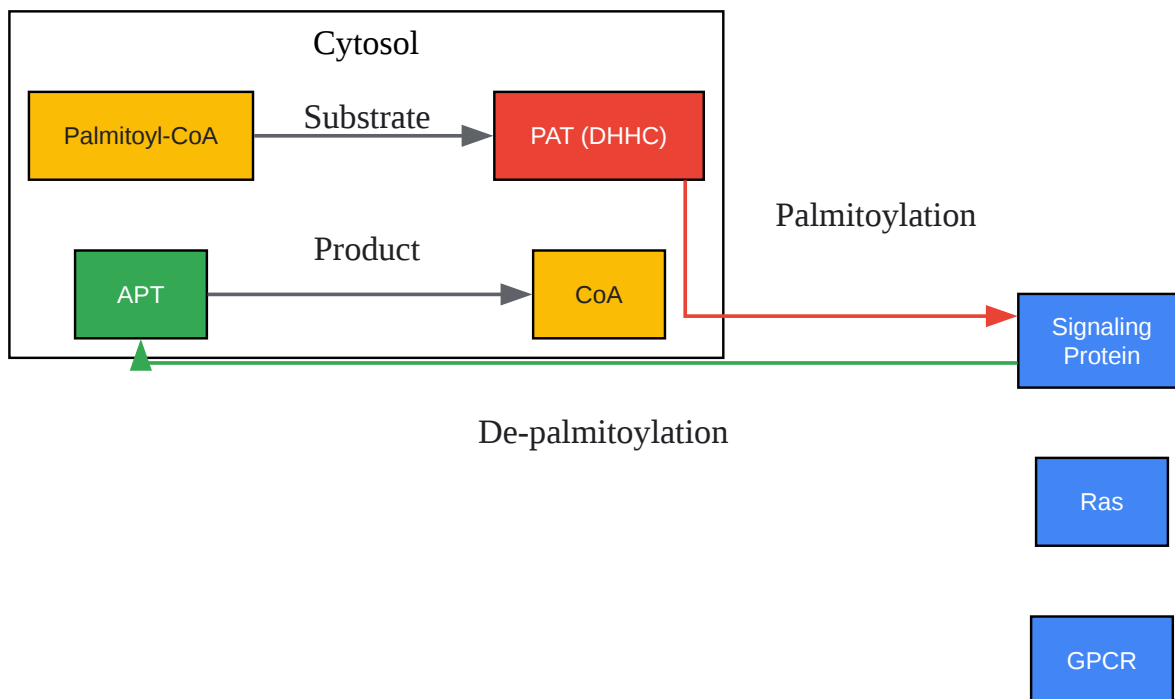 Cytosol
Palmitoyl-CoA
Substrate
PAT (DHHC)
Palmitoylation
APT
Product
CoA
Signaling
Protein
De-palmitoylation
Ras
GPCR